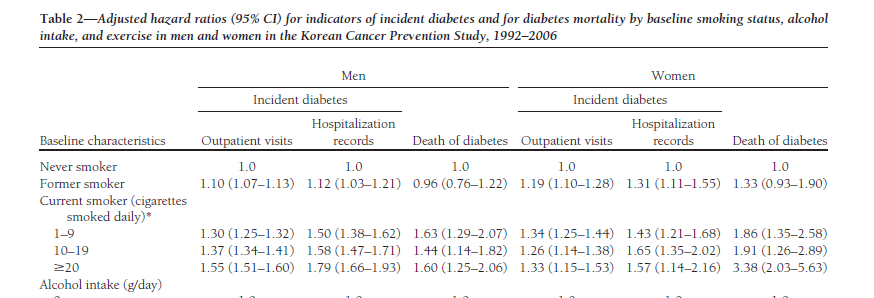 Table 2—Adjusted hazard ratios (95% CI) for indicators of incident diabetes and for diabetes mortality by baseline smoking status, alcohol
intake, and exercise in men and women in the Korean Cancer Prevention Study, 1992–2006
Men Women
Incident diabetes Incident diabetes
Hospitalization Hospitalization
Baseline characteristics Outpatient visits records Death of diabetes Outpatient visits records Death of diabetes
Never smoker 1.0 1.0 1.0 1.0 1.0 1.0
Former smoker 1.10 (1.07–1.13) 1.12 (1.03–1.21) 0.96 (0.76–1.22) 1.19 (1.10–1.28) 1.31 (1.11–1.55) 1.33 (0.93–1.90)
Current smoker (cigarettes
smoked daily)*
1–9 1.30 (1.25–1.32) 1.50 (1.38–1.62) 1.63 (1.29–2.07) 1.34 (1.25–1.44) 1.43 (1.21–1.68) 1.86 (1.35–2.58)
10–19 1.37 (1.34–1.41) 1.58 (1.47–1.71) 1.44 (1.14–1.82) 1.26 (1.14–1.38) 1.65 (1.35–2.02) 1.91 (1.26–2.89)
≥20 1.55 (1.51–1.60) 1.79 (1.66–1.93) 1.60 (1.25–2.06) 1.33 (1.15–1.53) 1.57 (1.14–2.16) 3.38 (2.03–5.63)
Alcohol intake (g/day)